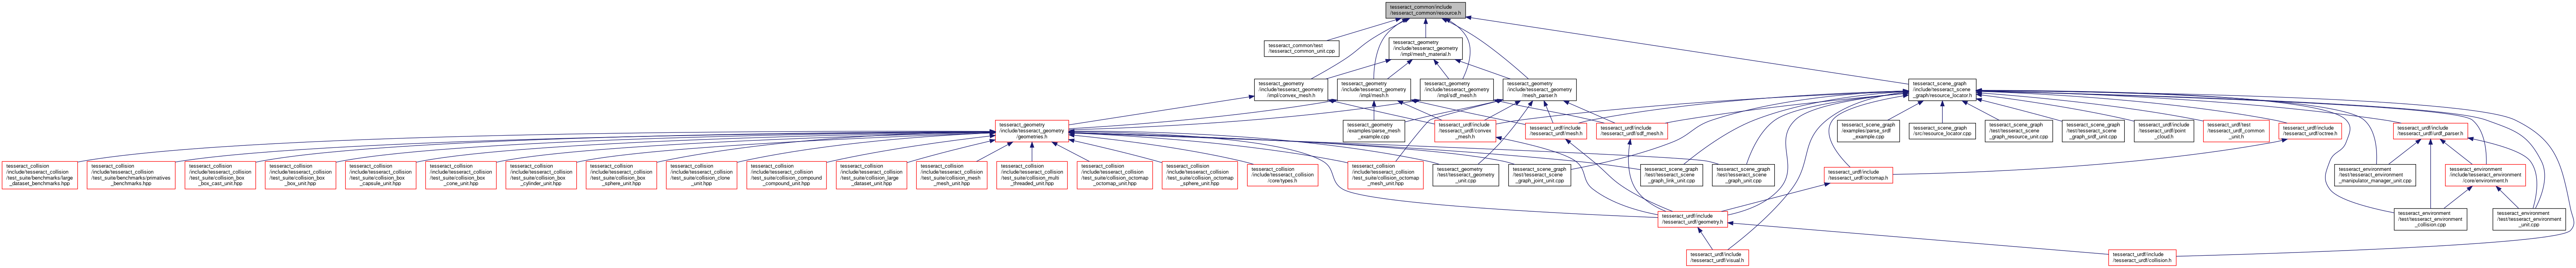 tesseract_common/include
/tesseract_common/resource.h
tesseract_common/test
/tesseract_common_unit.cpp
tesseract_geometry
/include/tesseract_geometry
/impl/mesh_material.h
tesseract_geometry
/include/tesseract_geometry
/impl/convex_mesh.h
tesseract_geometry
/include/tesseract_geometry
/impl/mesh.h
tesseract_geometry
/include/tesseract_geometry
/impl/sdf_mesh.h
tesseract_geometry
/include/tesseract_geometry
/mesh_parser.h
tesseract_scene_graph
/include/tesseract_scene
_graph/resource_locator.h
tesseract_geometry
/include/tesseract_geometry
/geometries.h
tesseract_geometry
/examples/parse_mesh
_example.cpp
tesseract_urdf/include
/tesseract_urdf/convex
_mesh.h
tesseract_urdf/include
/tesseract_urdf/mesh.h
tesseract_urdf/include
/tesseract_urdf/sdf_mesh.h
tesseract_scene_graph
/examples/parse_srdf
_example.cpp
tesseract_scene_graph
/src/resource_locator.cpp
tesseract_scene_graph
/test/tesseract_scene
_graph_resource_unit.cpp
tesseract_scene_graph
/test/tesseract_scene
_graph_srdf_unit.cpp
tesseract_urdf/include
/tesseract_urdf/point
_cloud.h
tesseract_urdf/test
/tesseract_urdf_common
_unit.h
tesseract_urdf/include
/tesseract_urdf/octree.h
tesseract_urdf/include
/tesseract_urdf/urdf_parser.h
tesseract_collision
/include/tesseract_collision
/test_suite/benchmarks/large
_dataset_benchmarks.hpp
tesseract_collision
/include/tesseract_collision
/test_suite/benchmarks/primatives
_benchmarks.hpp
tesseract_collision
/include/tesseract_collision
/test_suite/collision_box
_box_cast_unit.hpp
tesseract_collision
/include/tesseract_collision
/test_suite/collision_box
_box_unit.hpp
tesseract_collision
/include/tesseract_collision
/test_suite/collision_box
_capsule_unit.hpp
tesseract_collision
/include/tesseract_collision
/test_suite/collision_box
_cone_unit.hpp
tesseract_collision
/include/tesseract_collision
/test_suite/collision_box
_cylinder_unit.hpp
tesseract_collision
/include/tesseract_collision
/test_suite/collision_box
_sphere_unit.hpp
tesseract_collision
/include/tesseract_collision
/test_suite/collision_clone
_unit.hpp
tesseract_collision
/include/tesseract_collision
/test_suite/collision_compound
_compound_unit.hpp
tesseract_collision
/include/tesseract_collision
/test_suite/collision_large
_dataset_unit.hpp
tesseract_collision
/include/tesseract_collision
/test_suite/collision_mesh
_mesh_unit.hpp
tesseract_collision
/include/tesseract_collision
/test_suite/collision_multi
_threaded_unit.hpp
tesseract_collision
/include/tesseract_collision
/test_suite/collision_octomap
_octomap_unit.hpp
tesseract_collision
/include/tesseract_collision
/test_suite/collision_octomap
_sphere_unit.hpp
tesseract_collision
/include/tesseract_collision
/core/types.h
tesseract_collision
/include/tesseract_collision
/test_suite/collision_octomap
_mesh_unit.hpp
tesseract_geometry
/test/tesseract_geometry
_unit.cpp
tesseract_scene_graph
/test/tesseract_scene
_graph_joint_unit.cpp
tesseract_scene_graph
/test/tesseract_scene
_graph_link_unit.cpp
tesseract_scene_graph
/test/tesseract_scene
_graph_unit.cpp
tesseract_urdf/include
/tesseract_urdf/octomap.h
tesseract_environment
/test/tesseract_environment
_manipulator_manager_unit.cpp
tesseract_environment
/include/tesseract_environment
/core/environment.h
tesseract_urdf/include
/tesseract_urdf/geometry.h
tesseract_environment
/test/tesseract_environment
_collision.cpp
tesseract_environment
/test/tesseract_environment
_unit.cpp
tesseract_urdf/include
/tesseract_urdf/visual.h
tesseract_urdf/include
/tesseract_urdf/collision.h